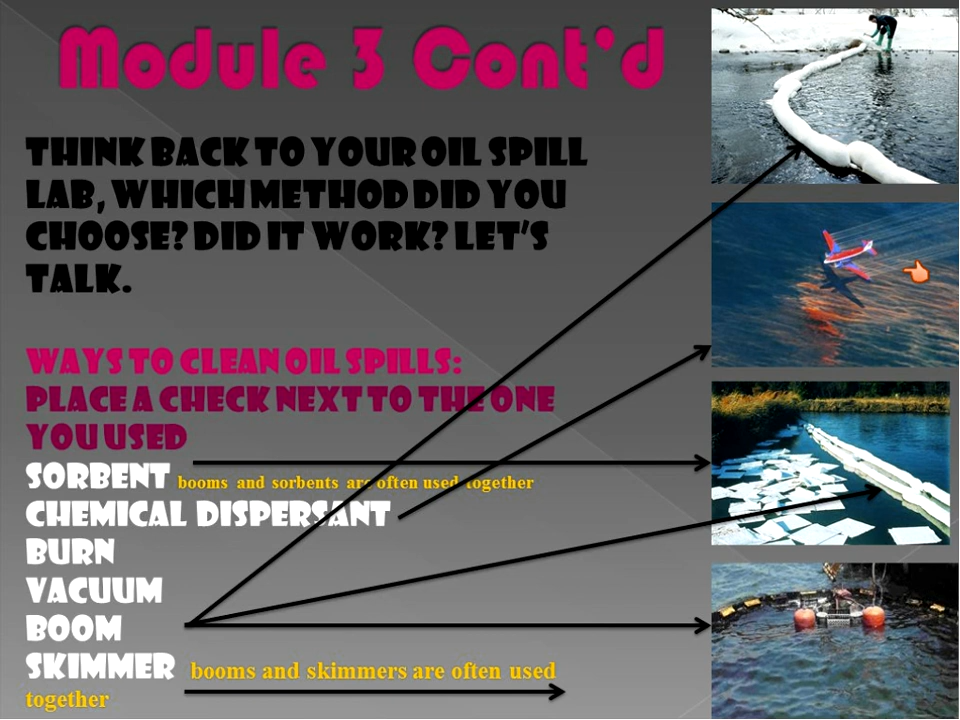 Module 3 Cont'd
THINK BACK TO YOUR OIL SPILL
LAB, WHICH METHOD DID YOU
CHOOSE? DID IT WORK? LET'S
TALK.
WAYS TO CLEAN OIL SPILLS:
PLACE A CHECK NEXT TO THE ONE
YOU USED
SORBENT booms and sorbents are often used together
CHEMICAL DISPERSANT
BURN
VACUUM
BOOM
SKIMMER booms and skimmers are often used
together